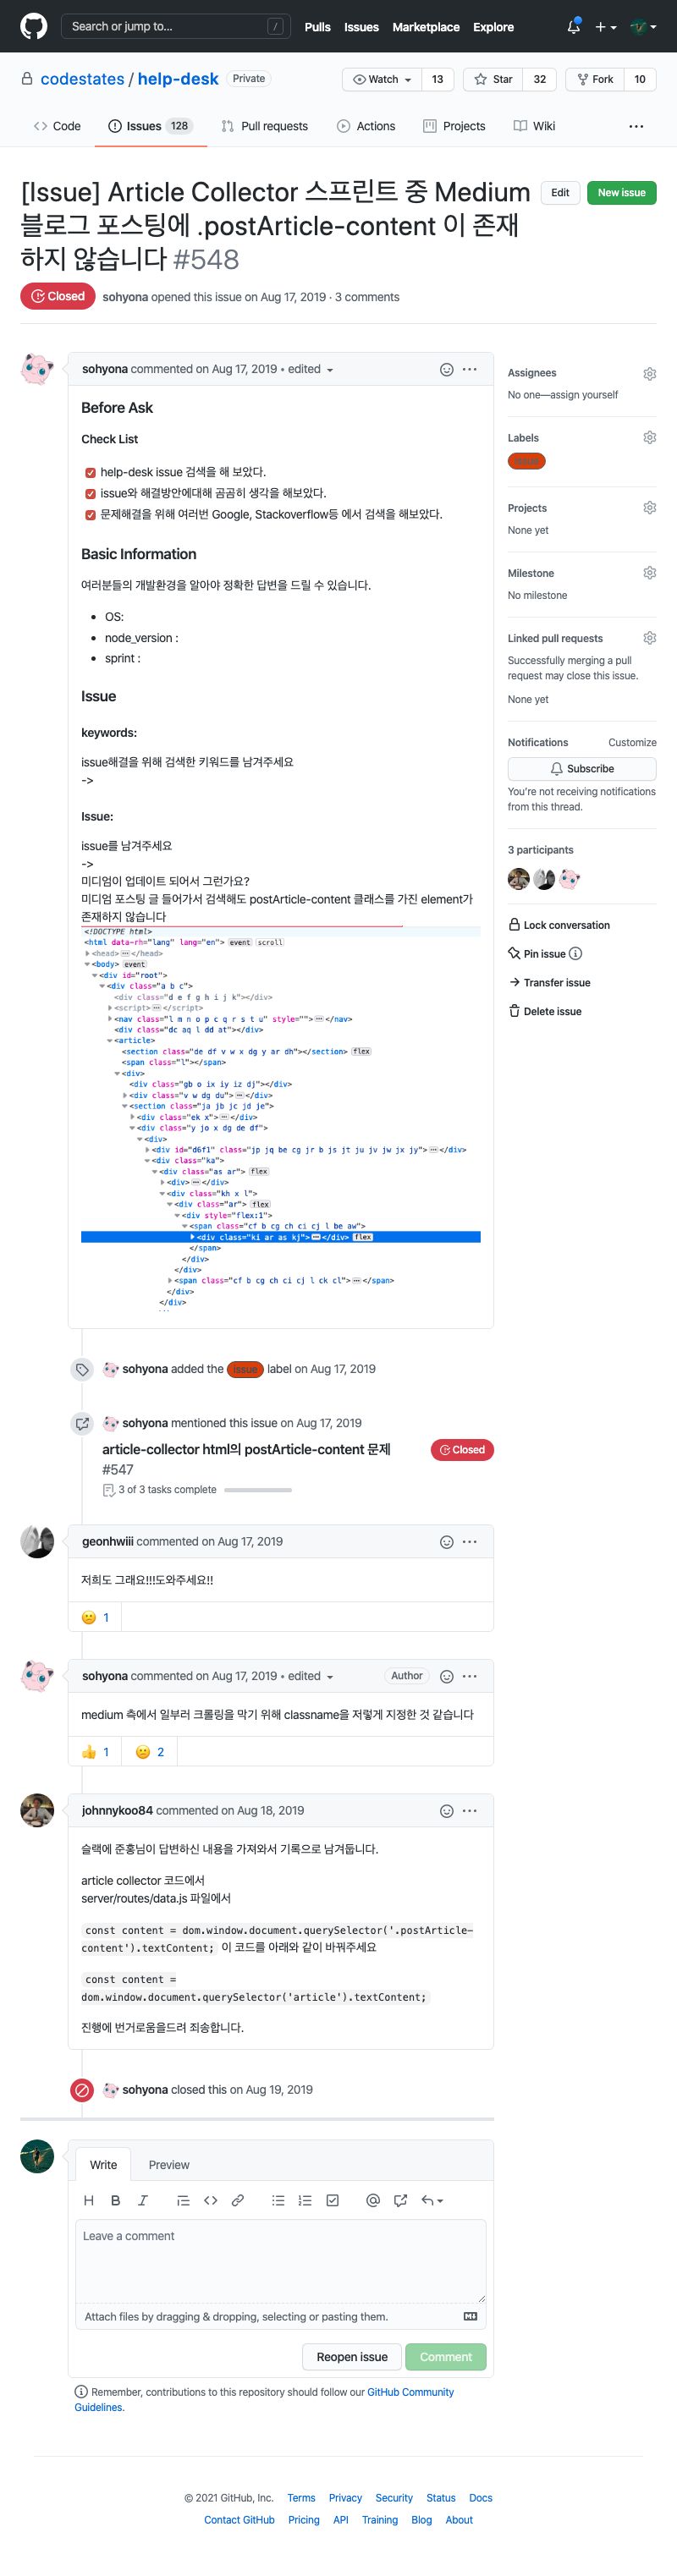 Search or jump to... /
Pulls Issues Marketplace Explore
codestates / help-desk Private
Watch 13 Star 32 Fork 10
Code Issues 128 Pull requests Actions Projects Wiki
[Issue] Article Collector 스프린트 중 Medium
블로그 포스팅에 .postArticle-content 이 존재
하지 않습니다 #548
Edit New issue
Closed sohyona opened this issue on Aug 17, 2019 · 3 comments
sohyona commented on Aug 17, 2019 • edited
Before Ask
Check List
help-desk issue 검색을 해 보았다.
issue와 해결방안에대해 곰곰히 생각을 해보았다.
문제해결을 위해 여러번 Google, Stackoverflow등 에서 검색을 해보았다.
Basic Information
여러분들의 개발환경을 알아야 정확한 답변을 드릴 수 있습니다.
OS:
node_version :
sprint :
Issue
keywords:
issue해결을 위해 검색한 키워드를 남겨주세요
->
Issue:
issue를 남겨주세요
->
미디엄이 업데이트 되어서 그런가요?
미디엄 포스팅 글 들어가서 검색해도 postArticle-content 클래스를 가진 element가
존재하지 않습니다
<!DOCTYPE html>
<html data-rh="lang" lang="en"> event scroll
<head> </head>
<body> event
<div id="root">
<div class="a b c">
<div class="d e f g h i j k"></div>
<script> </script>
<nav class="l m n o p c q r s t u" style=""> </nav>
<div class="dc aq l dd at"></div>
<article>
<section class="de df v w x dg y ar dh"></section> flex
<span class="l"></span>
<div>
<div class="gb o ix iy iz dj"></div>
<div class="v w dg du"> </div>
<section class="ja jb jc jd je">
<div class="ek x"> </div>
<div class="y jo x dg de df">
<div>
<div id="d6f1" class="jp jq be cg jr b js jt ju jv jw jx jy"> </div>
<div class="ka">
<div class="as ar"> flex
<div> </div>
<div class="kh x l">
<div class="ar"> flex
<div style="flex:1">
<span class="cf b cg ch ci cj l be aw">
<div class="ki ar as kj"> </div> flex
</span>
</div>
</div>
<span class="cf b cg ch ci cj l ck cl"> </span>
</div>
</div>
sohyona added the issue label on Aug 17, 2019
sohyona mentioned this issue on Aug 17, 2019
article-collector html의 postArticle-content 문제
#547
Closed
3 of 3 tasks complete
geonhwiii commented on Aug 17, 2019
저희도 그래요!!!도와주세요!!
1
sohyona commented on Aug 17, 2019 • edited Author
medium 측에서 일부러 크롤링을 막기 위해 classname을 저렇게 지정한 것 같습니다
1 2
johnnykoo84 commented on Aug 18, 2019
슬랙에 준홍님이 답변하신 내용을 가져와서 기록으로 남겨둡니다.
article collector 코드에서
server/routes/data.js 파일에서
const content = dom.window.document.querySelector('.postArticle-
content').textContent; 이 코드를 아래와 같이 바꿔주세요
const content =
dom.window.document.querySelector('article').textContent;
진행에 번거로움을드려 죄송합니다.
sohyona closed this on Aug 19, 2019
Write Preview
Leave a comment
Attach files by dragging & dropping, selecting or pasting them.
Reopen issue Comment
Remember, contributions to this repository should follow our GitHub Community
Guidelines.
Assignees
No one—assign yourself
Labels
issue
Projects
None yet
Milestone
No milestone
Linked pull requests
Successfully merging a pull
request may close this issue.
None yet
Notifications Customize
Subscribe
You're not receiving notifications
from this thread.
3 participants
Lock conversation
Pin issue
Transfer issue
Delete issue
© 2021 GitHub, Inc. Terms Privacy Security Status Docs
Contact GitHub Pricing API Training Blog About